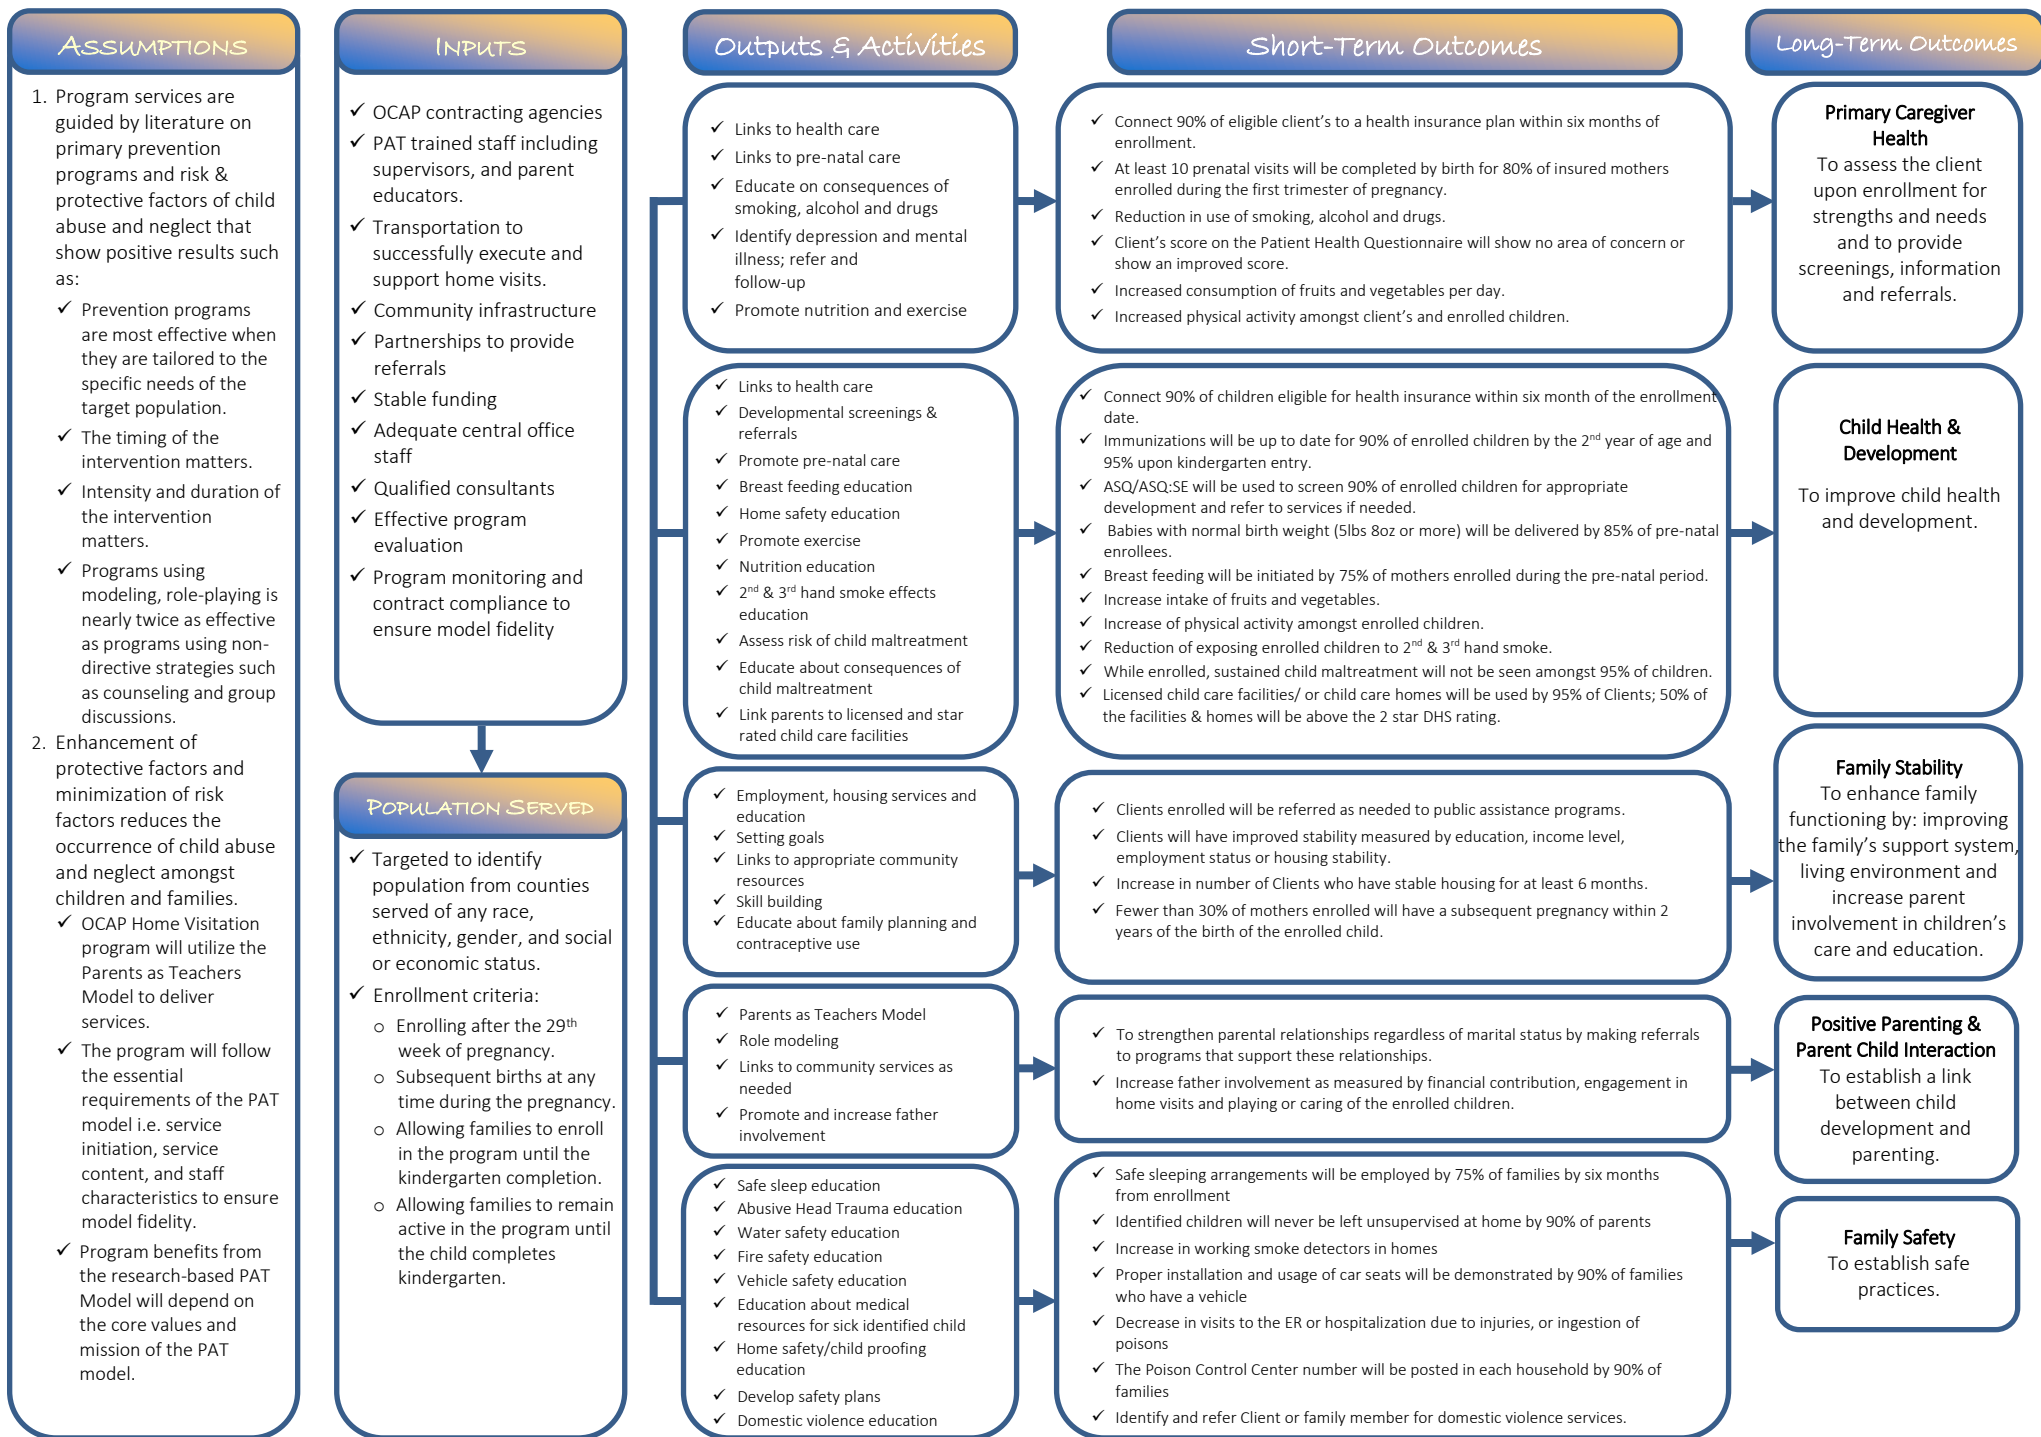 ASSUMPTIONS
1. Program services are
guided by literature on
primary prevention
programs and risk &
protective factors of child
abuse and neglect that
show positive results such
as:
✓ Prevention programs
are most effective when
they are tailored to the
specific needs of the
target population.
✓ The timing of the
intervention matters.
✓ Intensity and duration of
the intervention
matters.
✓ Programs using
modeling, role-playing is
nearly twice as effective
as programs using non-
directive strategies such
as counseling and group
discussions.
2. Enhancement of
protective factors and
minimization of risk
factors reduces the
occurrence of child abuse
and neglect amongst
children and families.
✓ OCAP Home Visitation
program will utilize the
Parents as Teachers
Model to deliver
services.
✓ The program will follow
the essential
requirements of the PAT
model i.e. service
initiation, service
content, and staff
characteristics to ensure
model fidelity.
✓ Program benefits from
the research-based PAT
Model will depend on
the core values and
mission of the PAT
model.
INPUTS
✓ OCAP contracting agencies
✓ PAT trained staff including
supervisors, and parent
educators.
✓ Transportation to
successfully execute and
support home visits.
✓ Community infrastructure
✓ Partnerships to provide
referrals
✓ Stable funding
✓ Adequate central office
staff
✓ Qualified consultants
✓ Effective program
evaluation
✓ Program monitoring and
contract compliance to
ensure model fidelity
POPULATION SERVED
✓ Targeted to identify
population from counties
served of any race,
ethnicity, gender, and social
or economic status.
✓ Enrollment criteria:
o Enrolling after the 29th
week of pregnancy.
o Subsequent births at any
time during the pregnancy.
o Allowing families to enroll
in the program until the
kindergarten completion.
o Allowing families to remain
active in the program until
the child completes
kindergarten.
Outputs & Activities
✓ Links to health care
✓ Links to pre-natal care
✓ Educate on consequences of
smoking, alcohol and drugs
✓ Identify depression and mental
illness; refer and
follow-up
✓ Promote nutrition and exercise
✓ Links to health care
✓ Developmental screenings &
referrals
✓ Promote pre-natal care
✓ Breast feeding education
✓ Home safety education
✓ Promote exercise
✓ Nutrition education
✓ 2nd & 3rd hand smoke effects
education
✓ Assess risk of child maltreatment
✓ Educate about consequences of
child maltreatment
✓ Link parents to licensed and star
rated child care facilities
✓ Employment, housing services and
education
✓ Setting goals
✓ Links to appropriate community
resources
✓ Skill building
✓ Educate about family planning and
contraceptive use
✓ Parents as Teachers Model
✓ Role modeling
✓ Links to community services as
needed
✓ Promote and increase father
involvement
✓ Safe sleep education
✓ Abusive Head Trauma education
✓ Water safety education
✓ Fire safety education
✓ Vehicle safety education
✓ Education about medical
resources for sick identified child
✓ Home safety/child proofing
education
✓ Develop safety plans
✓ Domestic violence education
Short-Term Outcomes
✓ Connect 90% of eligible client's to a health insurance plan within six months of
enrollment.
✓ At least 10 prenatal visits will be completed by birth for 80% of insured mothers
enrolled during the first trimester of pregnancy.
✓ Reduction in use of smoking, alcohol and drugs.
✓ Client's score on the Patient Health Questionnaire will show no area of concern or
show an improved score.
✓ Increased consumption of fruits and vegetables per day.
✓ Increased physical activity amongst client's and enrolled children.
✓ Connect 90% of children eligible for health insurance within six month of the enrollment
date.
✓ Immunizations will be up to date for 90% of enrolled children by the 2nd year of age and
95% upon kindergarten entry.
✓ ASQ/ASQ:SE will be used to screen 90% of enrolled children for appropriate
development and refer to services if needed.
✓ Babies with normal birth weight (5lbs 8oz or more) will be delivered by 85% of pre-natal
enrollees.
✓ Breast feeding will be initiated by 75% of mothers enrolled during the pre-natal period.
✓ Increase intake of fruits and vegetables.
✓ Increase of physical activity amongst enrolled children.
✓ Reduction of exposing enrolled children to 2nd & 3rd hand smoke.
✓ While enrolled, sustained child maltreatment will not be seen amongst 95% of children.
✓ Licensed child care facilities/ or child care homes will be used by 95% of Clients; 50% of
the facilities & homes will be above the 2 star DHS rating.
✓ Clients enrolled will be referred as needed to public assistance programs.
✓ Clients will have improved stability measured by education, income level,
employment status or housing stability.
✓ Increase in number of Clients who have stable housing for at least 6 months.
✓ Fewer than 30% of mothers enrolled will have a subsequent pregnancy within 2
years of the birth of the enrolled child.
✓ To strengthen parental relationships regardless of marital status by making referrals
to programs that support these relationships.
✓ Increase father involvement as measured by financial contribution, engagement in
home visits and playing or caring of the enrolled children.
✓ Safe sleeping arrangements will be employed by 75% of families by six months
from enrollment
✓ Identified children will never be left unsupervised at home by 90% of parents
✓ Increase in working smoke detectors in homes
✓ Proper installation and usage of car seats will be demonstrated by 90% of families
who have a vehicle
✓ Decrease in visits to the ER or hospitalization due to injuries, or ingestion of
poisons
✓ The Poison Control Center number will be posted in each household by 90% of
families
✓ Identify and refer Client or family member for domestic violence services.
Long-Term Outcomes
Primary Caregiver
Health
To assess the client
upon enrollment for
strengths and needs
and to provide
screenings, information
and referrals.
Child Health &
Development
To improve child health
and development.
Family Stability
To enhance family
functioning by: improving
the family's support system,
living environment and
increase parent
involvement in children's
care and education.
Positive Parenting &
Parent Child Interaction
To establish a link
between child
development and
parenting.
Family Safety
To establish safe
practices.